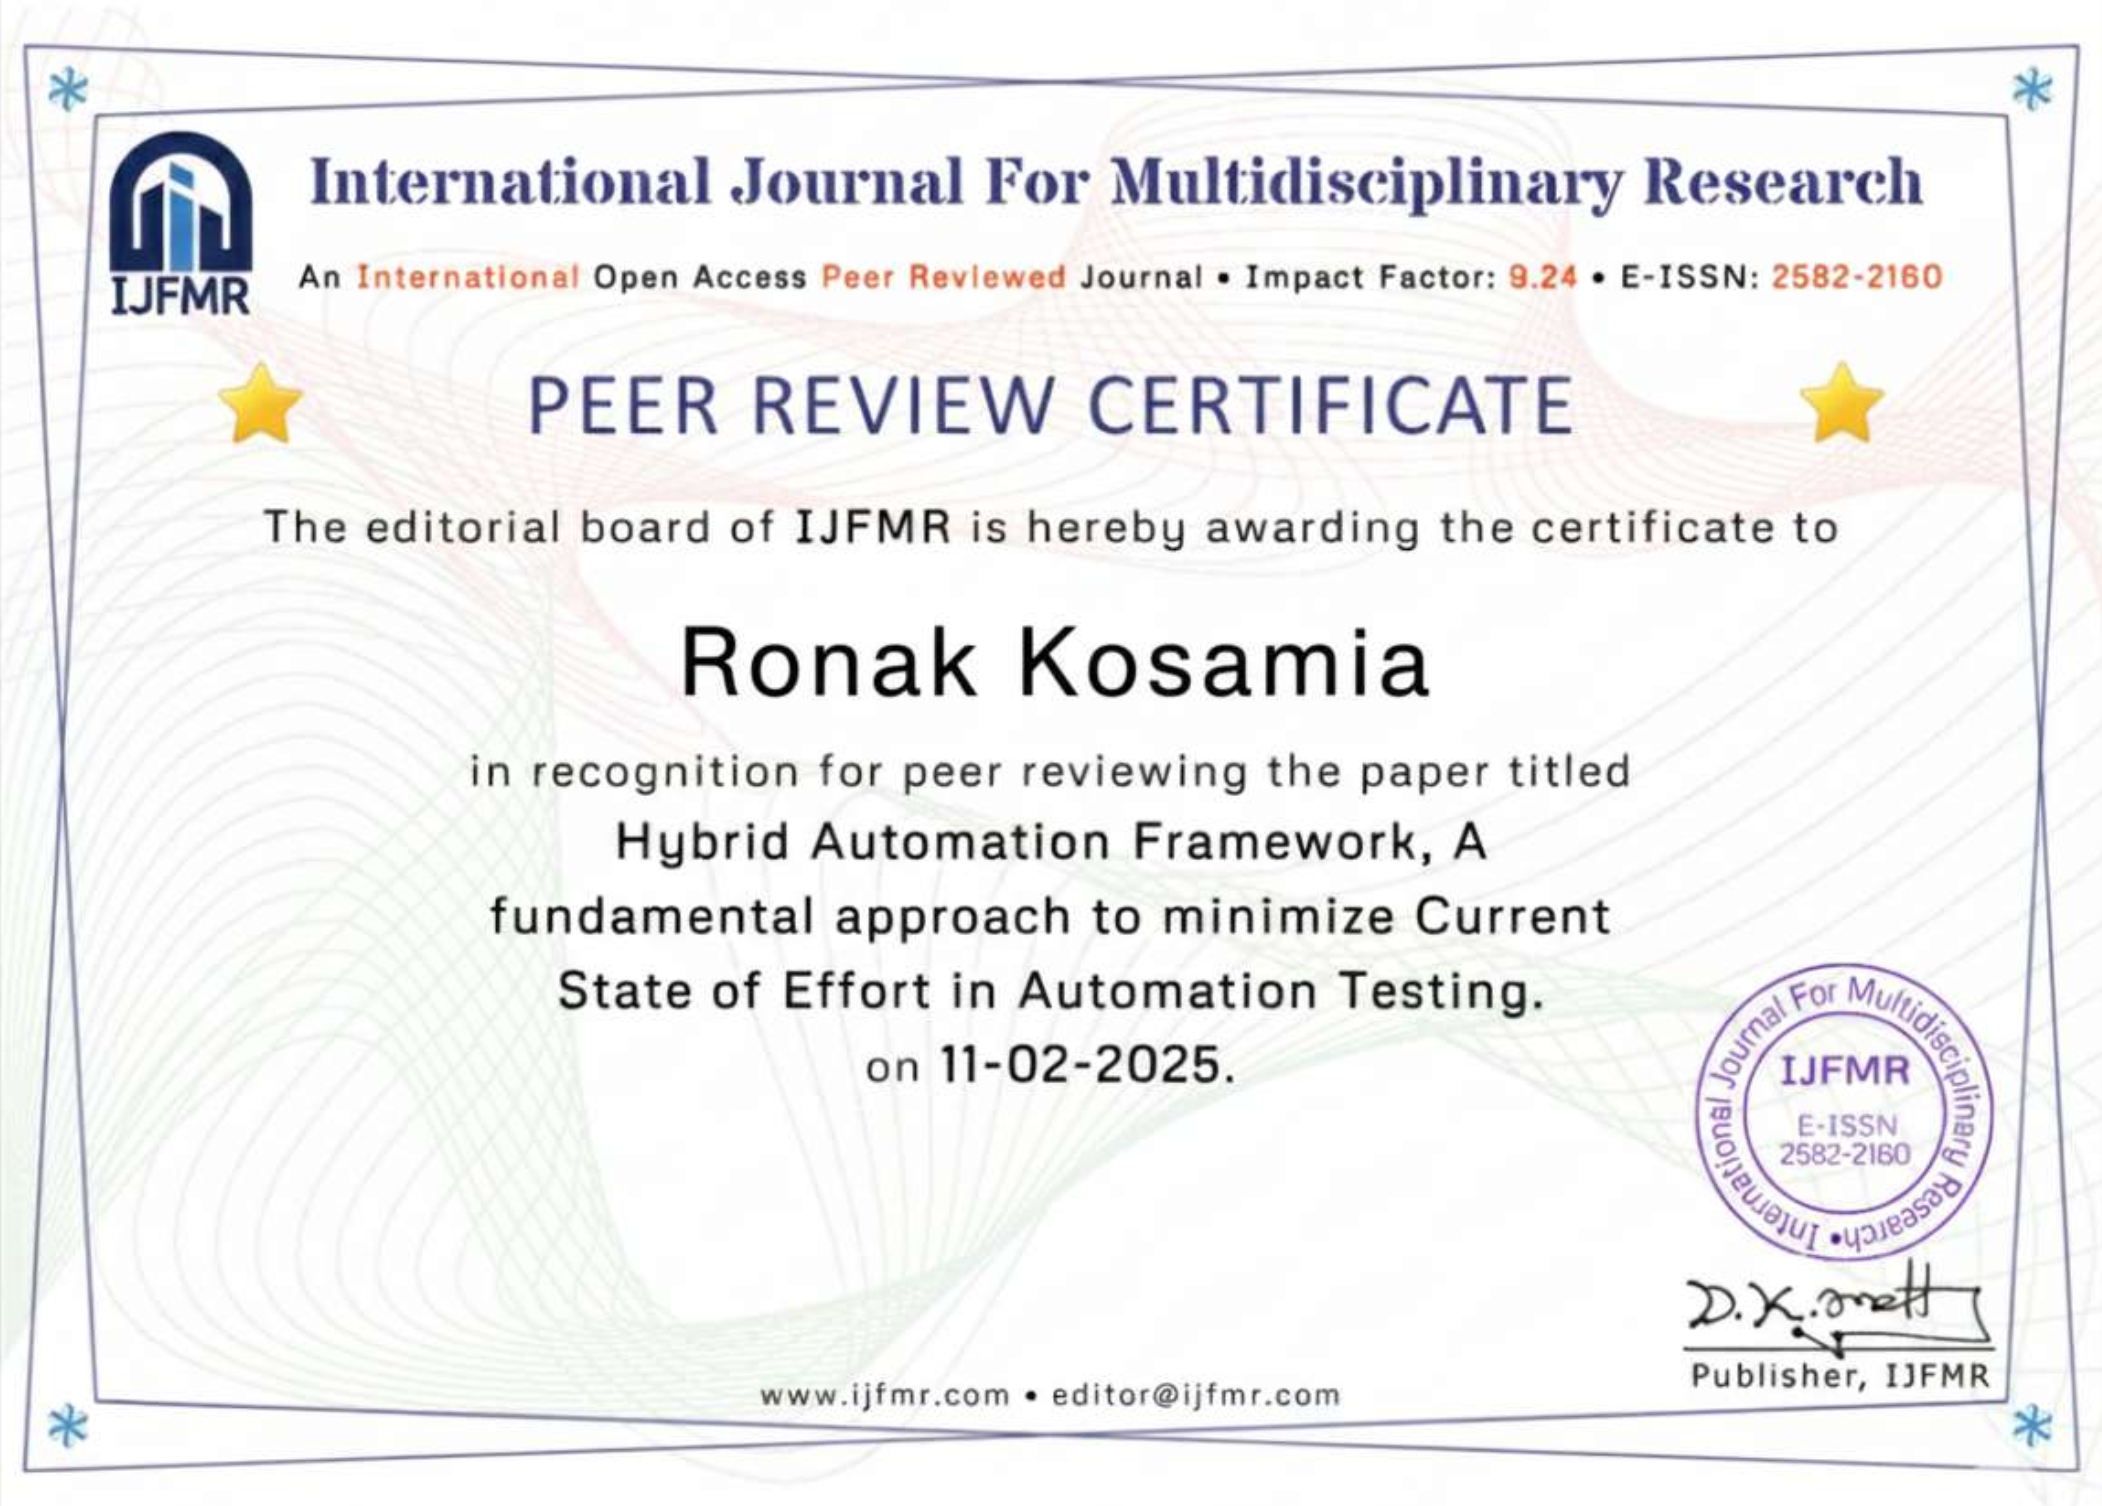 International Journal For Multidisciplinary Research
IJFMR
An International Open Access Peer Reviewed Journal • Impact Factor: 9.24 • E-ISSN: 2582-2160
PEER REVIEW CERTIFICATE
The editorial board of IJFMR is hereby awarding the certificate to
Ronak Kosamia
in recognition for peer reviewing the paper titled
Hybrid Automation Framework, A
fundamental approach to minimize Current
State of Effort in Automation Testing.
on 11-02-2025.
International Journal For Multidisciplinary Research •
IJFMR
E-ISSN
2582-2160
D.K.
Publisher, IJFMR
www.ijfmr.com • editor@ijfmr.com